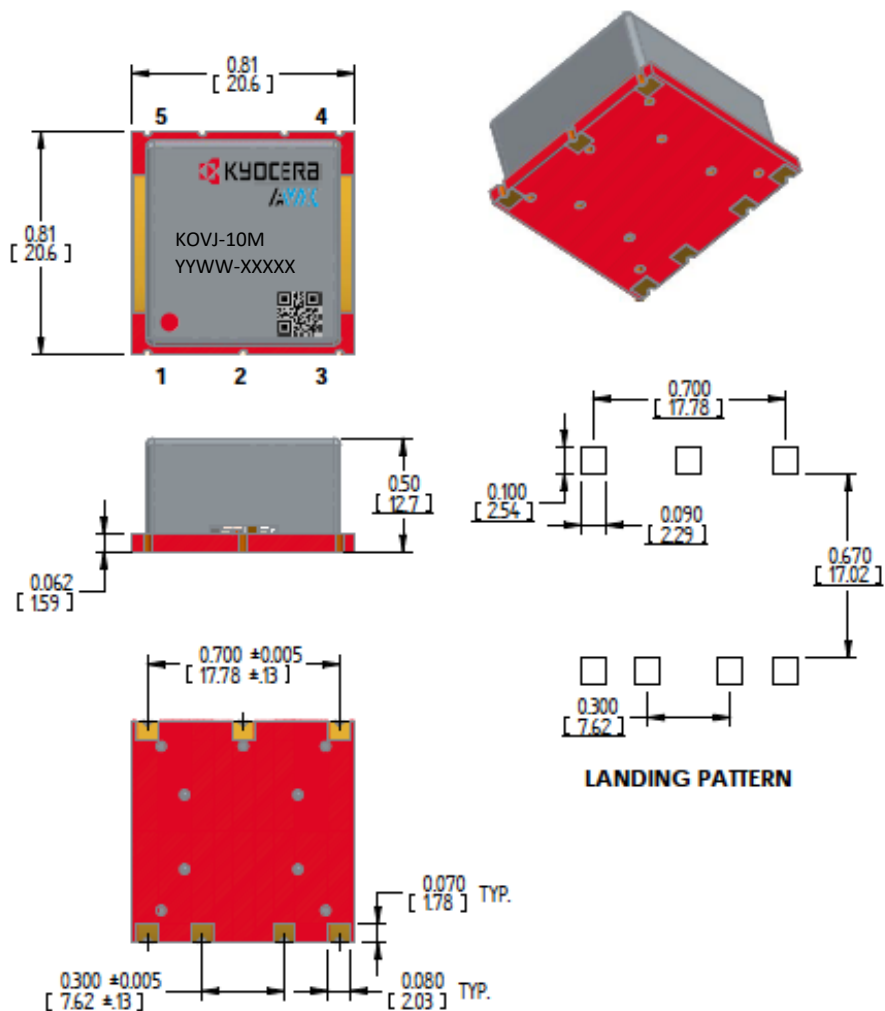 0.81
[ 20.6 ]
5 4
0.81
[ 20.6 ]
KYOCERA
AVX
KOVJ-10M
YYWW-XXXXX
1 2 3
0.50
[ 12.7 ]
0.062
[ 1.59 ]
0.700
[ 17.78 ]
0.100
[ 2.54 ]
0.090
[ 2.29 ]
0.670
[ 17.02 ]
0.300
[ 7.62 ]
LANDING PATTERN
0.700 ±0.005
[ 17.78 ±.13 ]
0.070
[ 1.78 ] TYP.
0.300 ±0.005
[ 7.62 ±.13 ]
0.080
[ 2.03 ] TYP.